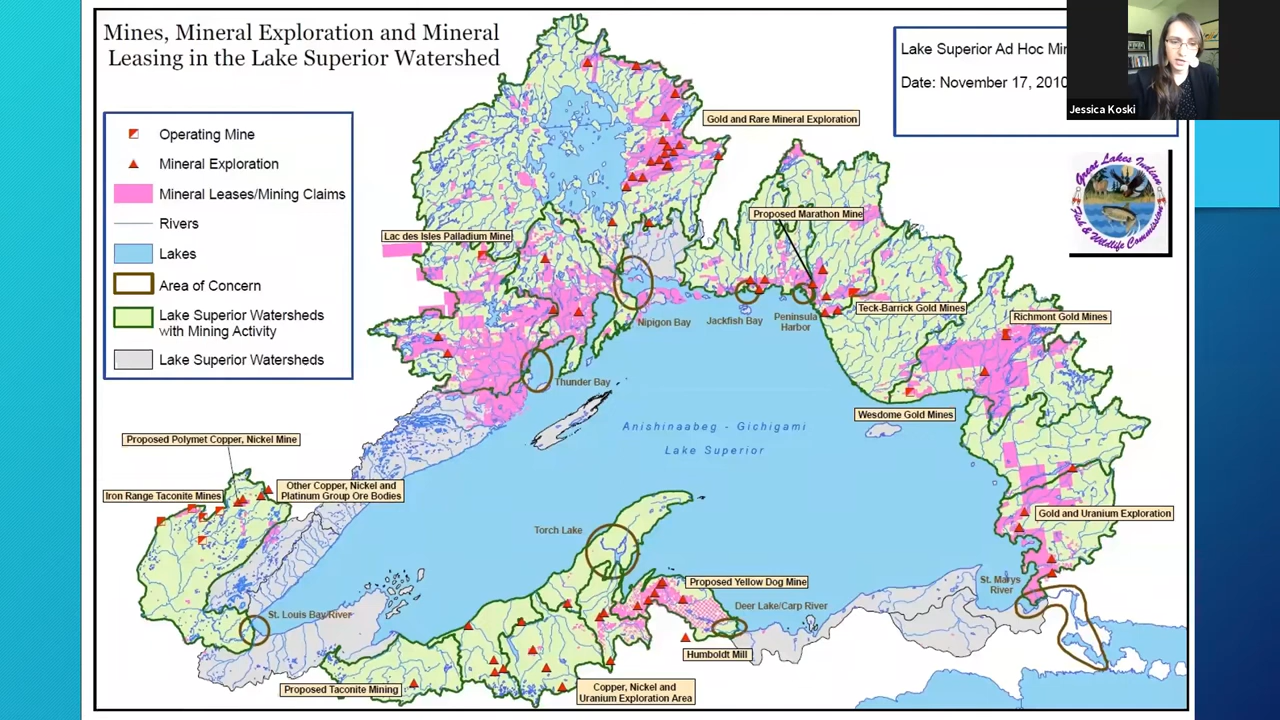 Mines, Mineral Exploration and Mineral
Leasing in the Lake Superior Watershed
Lake Superior Ad Hoc
Date: November 17, 2010
Jessica Koski
Great Lakes Indian
Fish & Wildlife Commission
Operating Mine
Mineral Exploration
Mineral Leases/Mining Claims
Rivers
Lakes
Area of Concern
Lake Superior Watersheds
with Mining Activity
Lake Superior Watersheds
Gold and Rare Mineral Exploration
Proposed Marathon Mine
Lac des Isles Palladium Mine
Teck-Barrick Gold Mines
Richmont Gold Mines
Nipigon Bay
Jackfish Bay
Peninsula
Harbor
Thunder Bay
Wesdome Gold Mines
Anishinaabeg - Gichigami
Lake Superior
Proposed Polymet Copper, Nickel Mine
Iron Range Taconite Mines
Other Copper, Nickel and
Platinum Group Ore Bodies
Gold and Uranium Exploration
Torch Lake
Proposed Yellow Dog Mine
St. Marys
River
Deer Lake/Carp River
St. Louis Bay/River
Humboldt Mill
Proposed Taconite Mining
Copper, Nickel and
Uranium Exploration Area